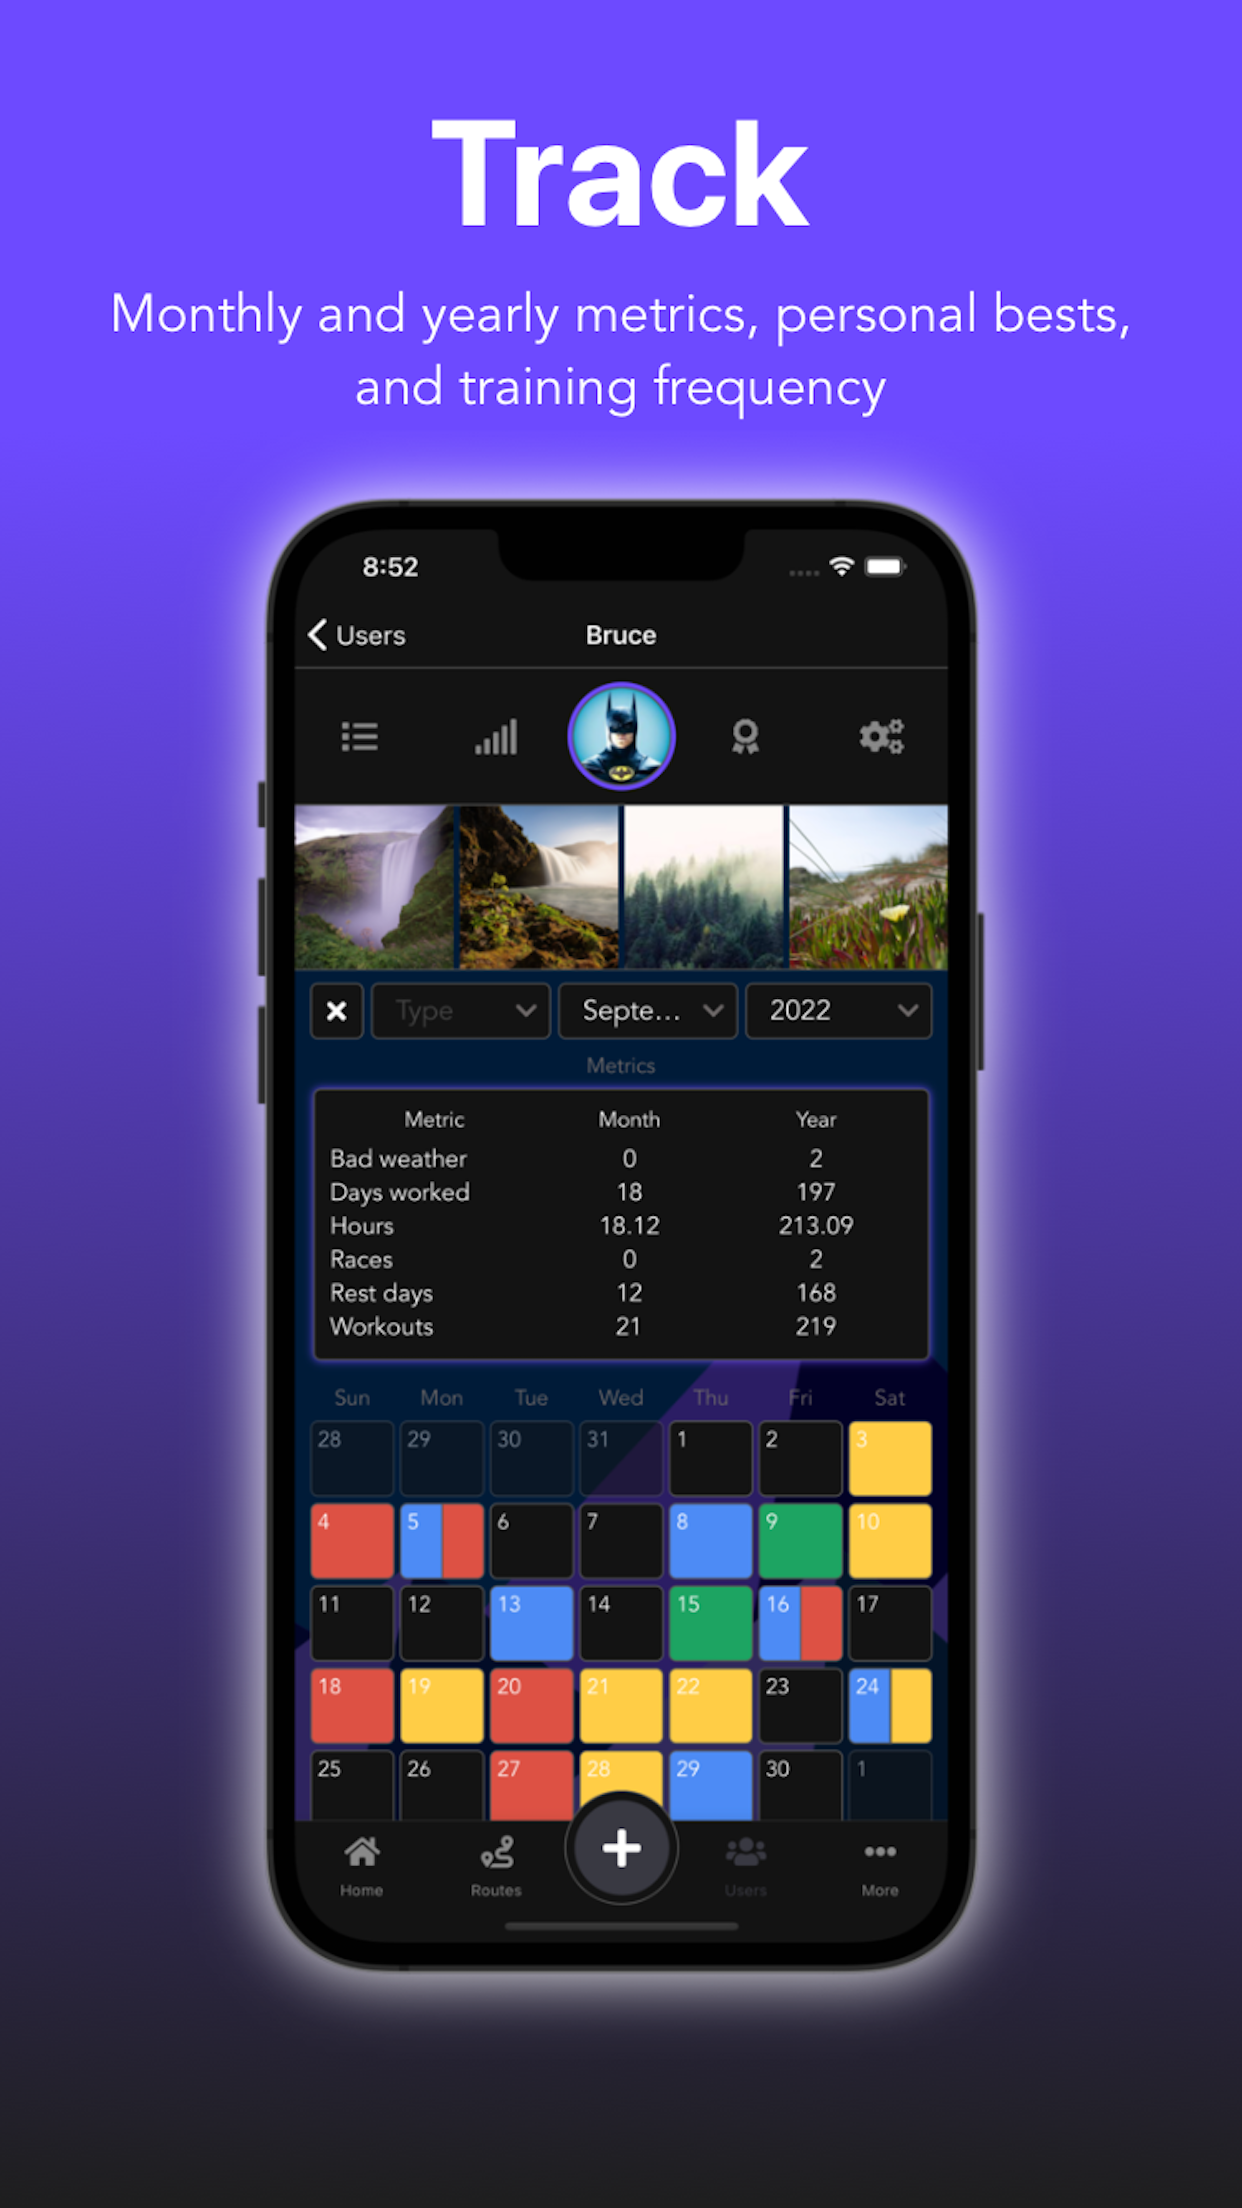 Track
Monthly and yearly metrics, personal bests,
and training frequency
8:52
Users Bruce
Type Septe... 2022
Metrics
Metric Month Year
Bad weather 0 2
Days worked 18 197
Hours 18.12 213.09
Races 0 2
Rest days 12 168
Workouts 21 219
Sun Mon Tue Wed Thu Fri Sat
28 29 30 31 1 2 3
4 5 6 7 8 9 10
11 12 13 14 15 16 17
18 19 20 21 22 23 24
25 26 27 28 29 30 1
Home Routes Users More